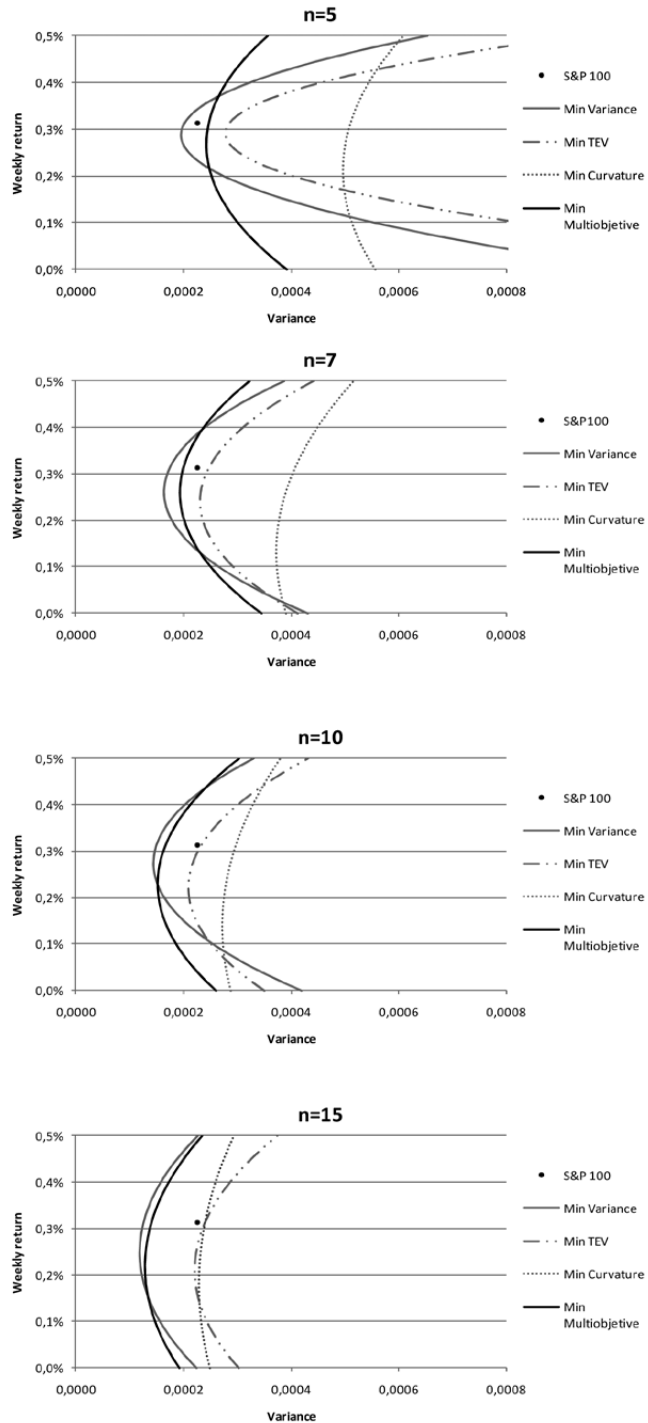 n=5
0,5%
0,4%
0,3%
0,2%
0,1%
0,0%
Weekly return
0,0000 0,0002 0,0004 0,0006 0,0008
Variance
S&P 100
Min Variance
Min TEV
Min Curvature
Min
Multiobjetive
n=7
0,5%
0,4%
0,3%
0,2%
0,1%
0,0%
Weekly return
0,0000 0,0002 0,0004 0,0006 0,0008
Variance
S&P100
Min Variance
Min TEV
Min Curvature
Min
Multiobjetive
n=10
0,5%
0,4%
0,3%
0,2%
0,1%
0,0%
Weekly return
0,0000 0,0002 0,0004 0,0006 0,0008
Variance
S&P 100
Min Variance
Min TEV
Min Curvature
Min
Multiobjetive
n=15
0,5%
0,4%
0,3%
0,2%
0,1%
0,0%
Weekly return
0,0000 0,0002 0,0004 0,0006 0,0008
Variance
S&P 100
Min Variance
Min TEV
Min Curvature
Min
Multiobjetive